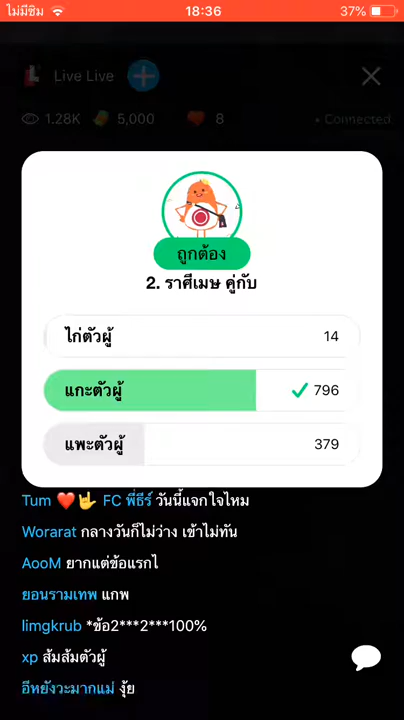 ไม่มีซิม 18:36 37%
Live Live
1.28K 5,000 8 • Connected
ถูกต้อง
2. ราศีเมษ คู่กับ
ไก่ตัวผู้ 14
แกะตัวผู้ 796
แพะตัวผู้ 379
Tum ❤️🤟 FC พี่ธีร์ วันนี้แจกใจไหม
Worarat กลางวันก็ไม่ว่าง เข้าไม่ทัน
AooM ยากแต่ข้อแรกไ
ยอนรามเทพ แกพ
limgkrub *ข้อ2***2***100%
xp ส้มส้มตัวผู้
อีหยังวะมากแม่ งุ้ย